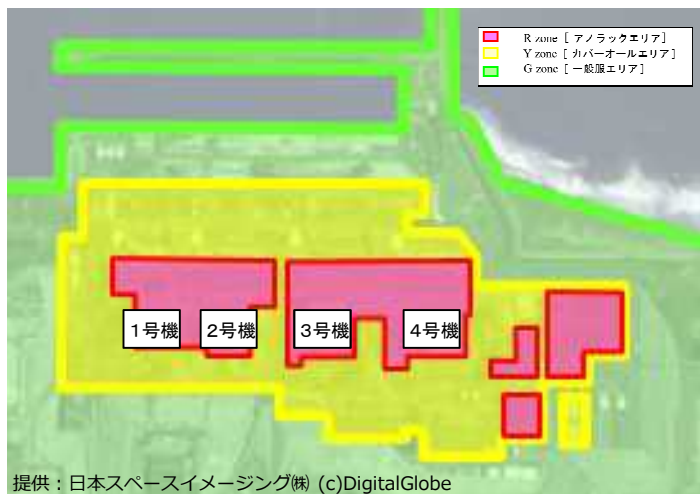 R zone [ アノラックエリア]
Y zone [ カバーオールエリア]
G zone [ 一般服エリア]
1号機
2号機
3号機
4号機
提供：日本スペースイメージング㈱ (c)DigitalGlobe